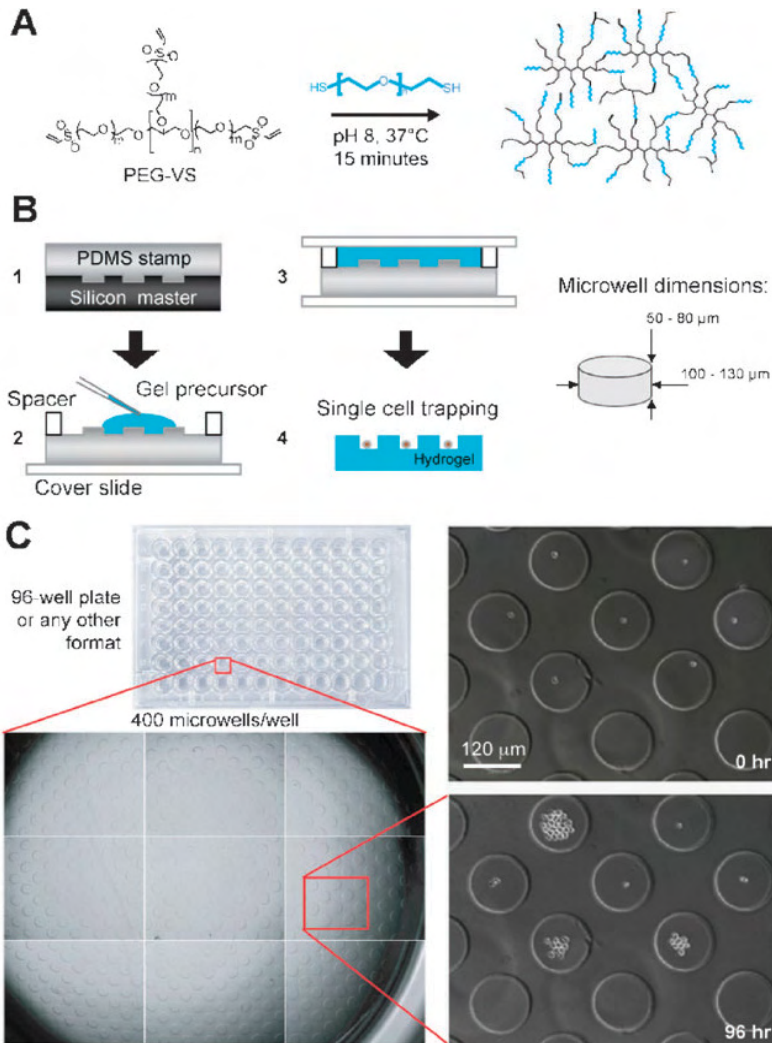 A
PEG-VS
HS
O
n
SH
pH 8, 37°C
15 minutes
B
1
PDMS stamp
Silicon master
2
Spacer
Gel precursor
Cover slide
3
Single cell trapping
4
Hydrogel
Microwell dimensions:
50 - 80 µm
100 - 130 µm
C
96-well plate
or any other
format
400 microwells/well
120 µm
0 hr
96 hr